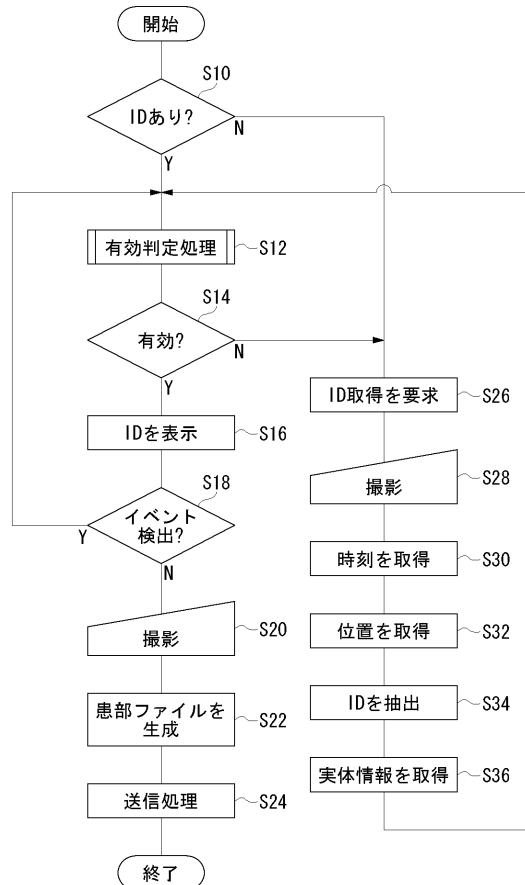 開始
S10
IDあり?
N
Y
有効判定処理
S12
S14
有効?
N
Y
IDを表示
S16
S18
イベント
検出?
Y
N
撮影
S20
患部ファイルを
生成
S22
送信処理
S24
終了
ID取得を要求
S26
撮影
S28
時刻を取得
S30
位置を取得
S32
IDを抽出
S34
実体情報を取得
S36